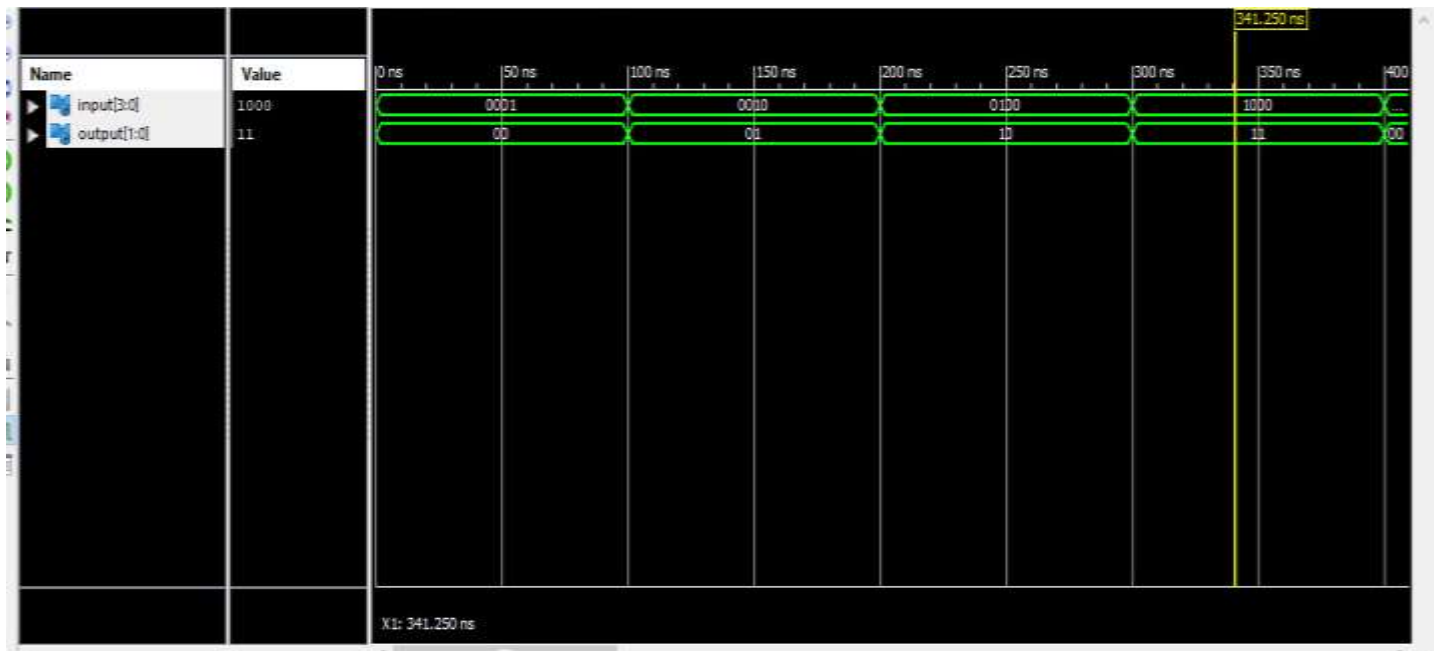 341.250 ns
Name Value 0 ns 50 ns 100 ns 150 ns 200 ns 250 ns 300 ns 350 ns 400
input[3:0] 1000 0001 0010 0100 1000 ...
output[1:0] 11 00 01 10 11 00
X1: 341.250 ns